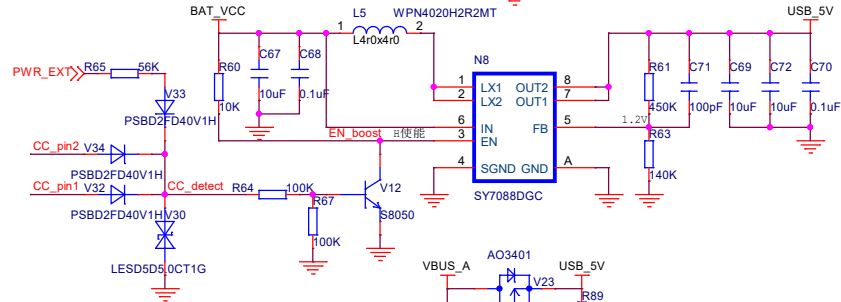 BAT_VCC
L5 WPN4020H2R2MT
USB_5V
1 2
L4r0x4r0
PWR_EXT
R65 56K
R60
10K
C67
10uF
C68
0.1uF
N8
1 LX1 OUT2 8
2 LX2 OUT1 7
6 IN FB 5
3 EN
4 SGND GND A
SY7088DGC
R61
450K
C71
100pF
C69
10uF
C72
10uF
C70
0.1uF
1.2V
R63
140K
V33
PSBD2FD40V1H
EN_boost H使能
CC_pin2 V34
PSBD2FD40V1H
CC_pin1 V32
PSBD2FD40V1H
CC_detect
R64 100K
R67
100K
V12
S8050
V30
LESD5D5.0CT1G
AO3401
VBUS_A
V23
USB_5V
R89